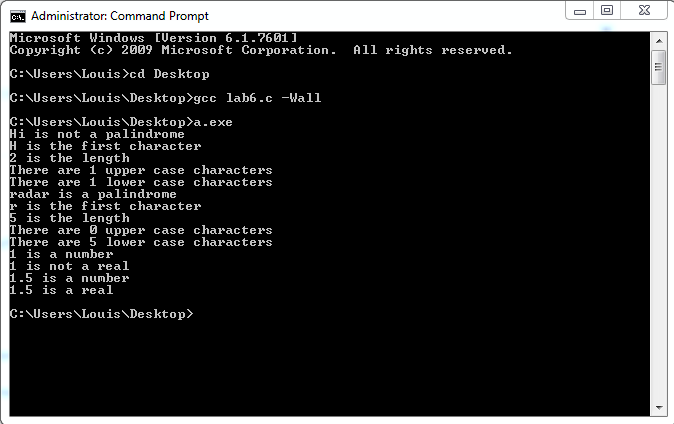 Administrator: Command Prompt
Microsoft Windows [Version 6.1.7601]
Copyright (c) 2009 Microsoft Corporation.  All rights reserved.
C:\Users\Louis>cd Desktop
C:\Users\Louis\Desktop>gcc lab6.c -Wall
C:\Users\Louis\Desktop>a.exe
Hi is not a palindrome
H is the first character
2 is the length
There are 1 upper case characters
There are 1 lower case characters
radar is a palindrome
r is the first character
5 is the length
There are 0 upper case characters
There are 5 lower case characters
1 is a number
1 is not a real
1.5 is a number
1.5 is a real
C:\Users\Louis\Desktop>